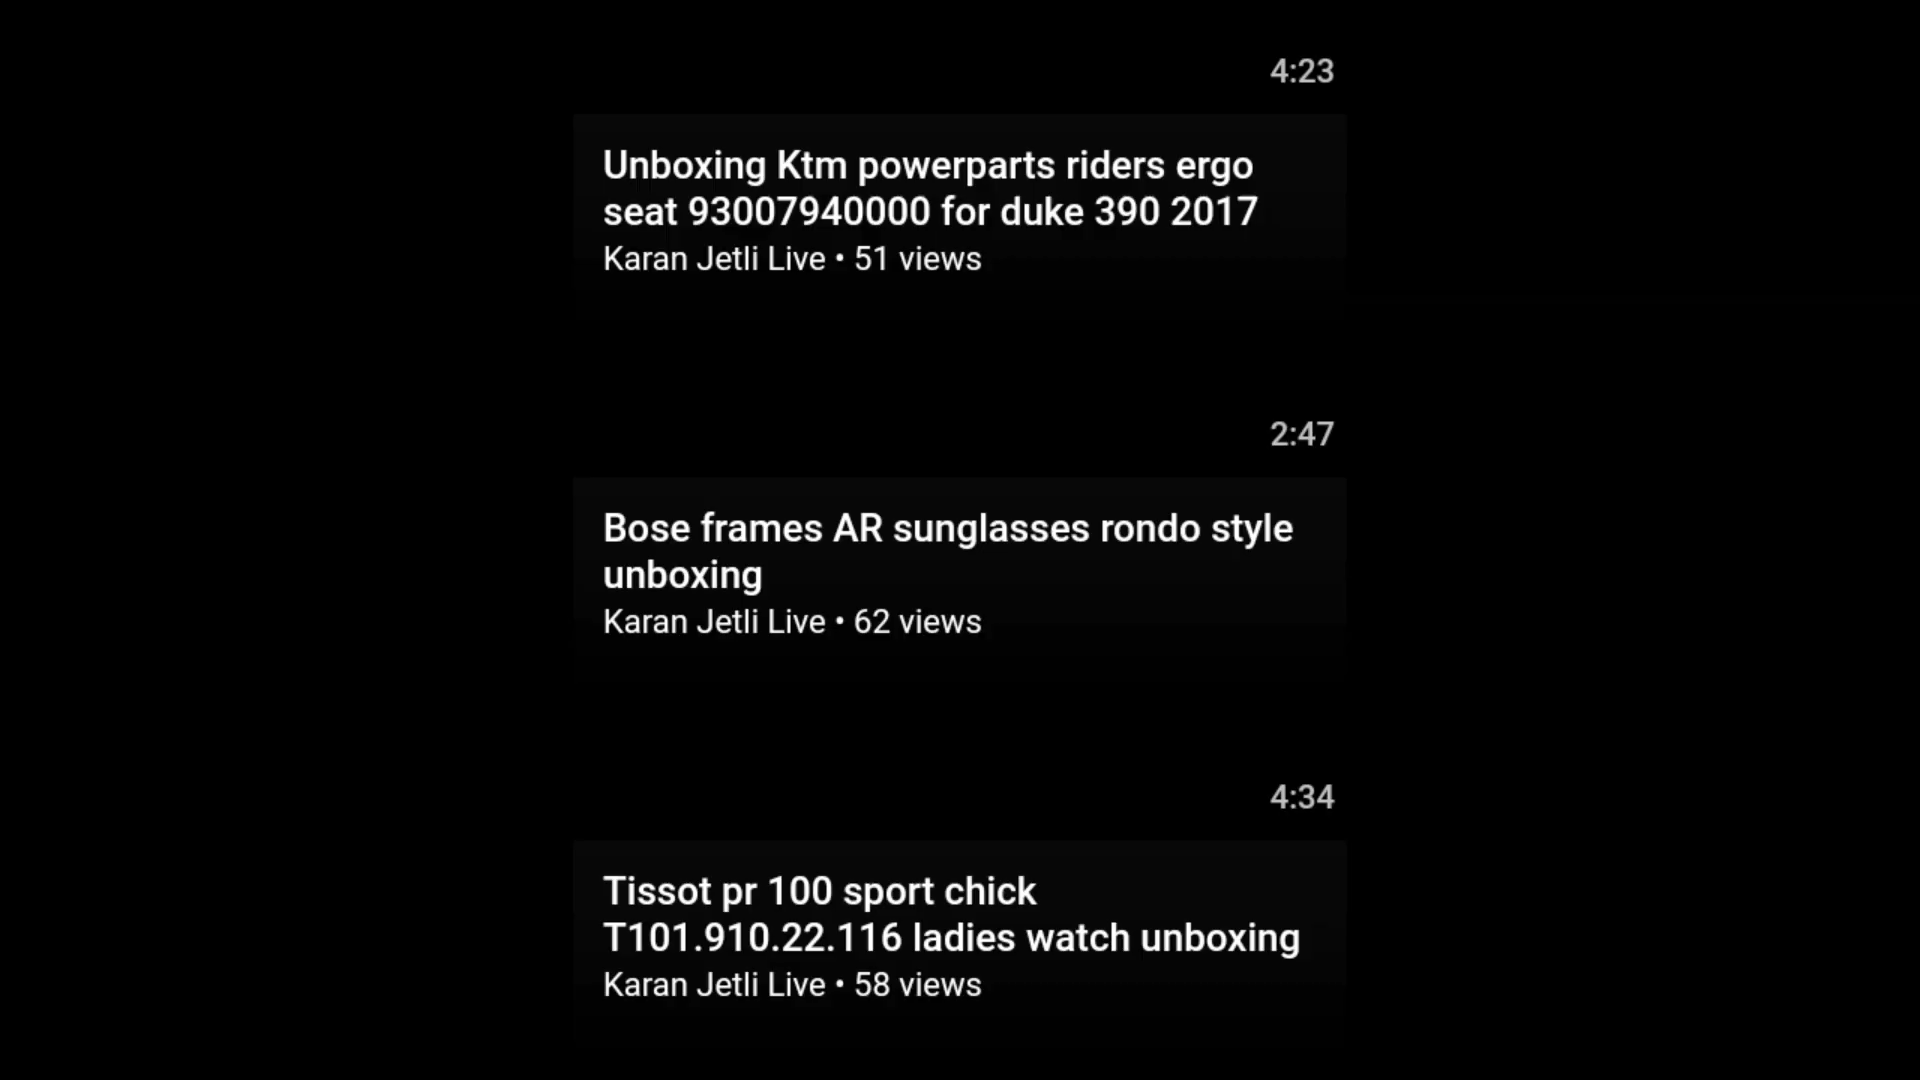 4:23
Unboxing Ktm powerparts riders ergo
seat 93007940000 for duke 390 2017
Karan Jetli Live • 51 views
2:47
Bose frames AR sunglasses rondo style
unboxing
Karan Jetli Live • 62 views
4:34
Tissot pr 100 sport chick
T101.910.22.116 ladies watch unboxing
Karan Jetli Live • 58 views